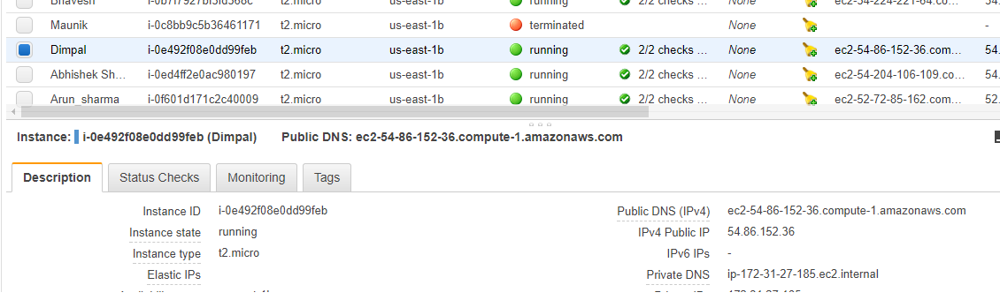 Bhavesh t2.micro us-east-1b running 2/2 checks ... None
Maunik i-0c8bb9c5b36461171 t2.micro us-east-1b terminated None -
Dimpal i-0e492f08e0dd99feb t2.micro us-east-1b running 2/2 checks ... None ec2-54-86-152-36.com... 54.
Abhishek Sh... i-0ed4ff2e0ac980197 t2.micro us-east-1b running 2/2 checks ... None ec2-54-204-106-109.co... 54.
Arun_sharma i-0f601d171c2c40009 t2.micro us-east-1b running 2/2 checks ... None ec2-52-72-85-162.com... 52.
Instance: i-0e492f08e0dd99feb (Dimpal) Public DNS: ec2-54-86-152-36.compute-1.amazonaws.com
Description Status Checks Monitoring Tags
Instance ID i-0e492f08e0dd99feb Public DNS (IPv4) ec2-54-86-152-36.compute-1.amazonaws.com
Instance state running IPv4 Public IP 54.86.152.36
Instance type t2.micro IPv6 IPs -
Elastic IPs Private DNS ip-172-31-27-185.ec2.internal